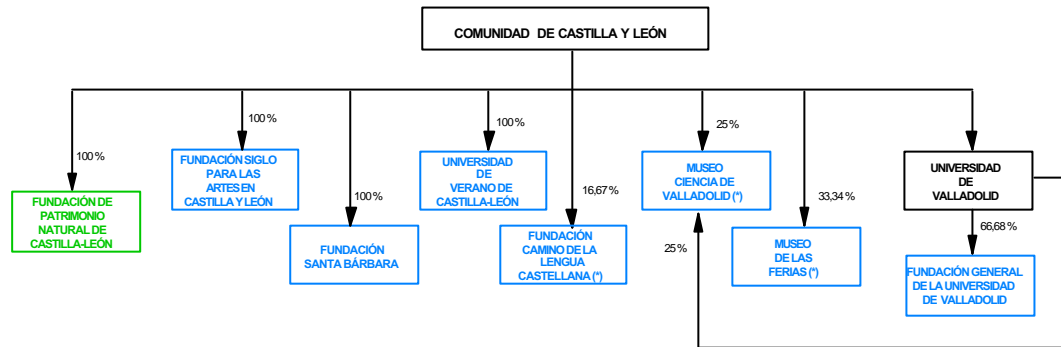 COMUNIDAD DE CASTILLA Y LEÓN
100%
FUNDACIÓN DE
PATRIMONIO
NATURAL DE
CASTILLA-LEÓN
100%
FUNDACIÓN SIGLO
PARA LAS
ARTES EN
CASTILLA Y LEÓN
100%
FUNDACIÓN
SANTA BÁRBARA
100%
UNIVERSIDAD
DE
VERANO DE
CASTILLA-LEÓN
16,67%
FUNDACIÓN
CAMINO DE LA
LENGUA
CASTELLANA (*)
25%
MUSEO
CIENCIA DE
VALLADOLID (*)
25%
33,34%
MUSEO
DE LAS
FERIAS (*)
UNIVERSIDAD
DE
VALLADOLID
66,68%
FUNDACIÓN GENERAL
DE LA UNIVERSIDAD
DE VALLADOLID